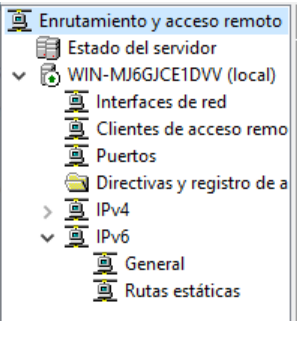 Enrutamiento y acceso remoto
Estado del servidor
WIN-MJ6GJCE1DVV (local)
Interfaces de red
Clientes de acceso remo
Puertos
Directivas y registro de a
IPv4
IPv6
General
Rutas estáticas